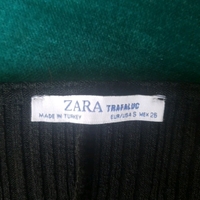 ZARA TRAFALUC
MADE IN TURKEY EUR/USA S MEX 26